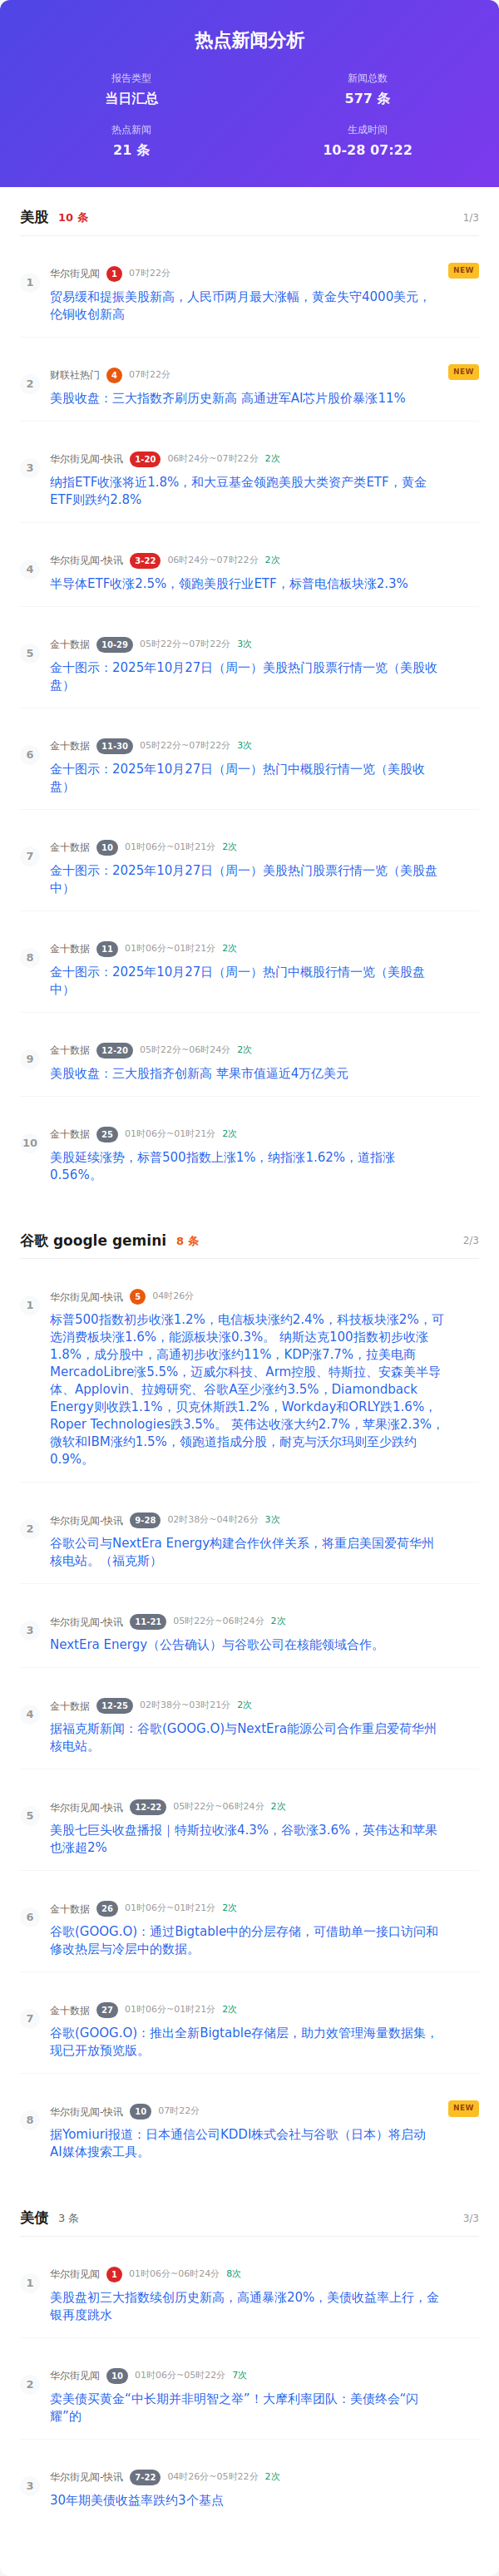 热点新闻分析
报告类型
当日汇总
新闻总数
577 条
热点新闻
21 条
生成时间
10-28 07:22
美股 10 条 1/3
1 华尔街见闻 1 07时22分 NEW
贸易缓和提振美股新高，人民币两月最大涨幅，黄金失守4000美元，
伦铜收创新高
2 财联社热门 4 07时22分 NEW
美股收盘：三大指数齐刷历史新高 高通进军AI芯片股价暴涨11%
3 华尔街见闻-快讯 1-20 06时24分~07时22分 2次
纳指ETF收涨将近1.8%，和大豆基金领跑美股大类资产类ETF，黄金
ETF则跌约2.8%
4 华尔街见闻-快讯 3-22 06时24分~07时22分 2次
半导体ETF收涨2.5%，领跑美股行业ETF，标普电信板块涨2.3%
5 金十数据 10-29 05时22分~07时22分 3次
金十图示：2025年10月27日（周一）美股热门股票行情一览（美股收
盘）
6 金十数据 11-30 05时22分~07时22分 3次
金十图示：2025年10月27日（周一）热门中概股行情一览（美股收
盘）
7 金十数据 10 01时06分~01时21分 2次
金十图示：2025年10月27日（周一）美股热门股票行情一览（美股盘
中）
8 金十数据 11 01时06分~01时21分 2次
金十图示：2025年10月27日（周一）热门中概股行情一览（美股盘
中）
9 金十数据 12-20 05时22分~06时24分 2次
美股收盘：三大股指齐创新高 苹果市值逼近4万亿美元
10 金十数据 25 01时06分~01时21分 2次
美股延续涨势，标普500指数上涨1%，纳指涨1.62%，道指涨
0.56%。
谷歌 google gemini 8 条 2/3
1 华尔街见闻-快讯 5 04时26分
标普500指数初步收涨1.2%，电信板块涨约2.4%，科技板块涨2%，可
选消费板块涨1.6%，能源板块涨0.3%。 纳斯达克100指数初步收涨
1.8%，成分股中，高通初步收涨约11%，KDP涨7.7%，拉美电商
MercadoLibre涨5.5%，迈威尔科技、Arm控股、特斯拉、安森美半导
体、Applovin、拉姆研究、谷歌A至少涨约3.5%，Diamondback
Energy则收跌1.1%，贝克休斯跌1.2%，Workday和ORLY跌1.6%，
Roper Technologies跌3.5%。 英伟达收涨大约2.7%，苹果涨2.3%，
微软和IBM涨约1.5%，领跑道指成分股，耐克与沃尔玛则至少跌约
0.9%。
2 华尔街见闻-快讯 9-28 02时38分~04时26分 3次
谷歌公司与NextEra Energy构建合作伙伴关系，将重启美国爱荷华州
核电站。（福克斯）
3 华尔街见闻-快讯 11-21 05时22分~06时24分 2次
NextEra Energy（公告确认）与谷歌公司在核能领域合作。
4 金十数据 12-25 02时38分~03时21分 2次
据福克斯新闻：谷歌(GOOG.O)与NextEra能源公司合作重启爱荷华州
核电站。
5 华尔街见闻-快讯 12-22 05时22分~06时24分 2次
美股七巨头收盘播报｜特斯拉收涨4.3%，谷歌涨3.6%，英伟达和苹果
也涨超2%
6 金十数据 26 01时06分~01时21分 2次
谷歌(GOOG.O)：通过Bigtable中的分层存储，可借助单一接口访问和
修改热层与冷层中的数据。
7 金十数据 27 01时06分~01时21分 2次
谷歌(GOOG.O)：推出全新Bigtable存储层，助力效管理海量数据集，
现已开放预览版。
8 华尔街见闻-快讯 10 07时22分 NEW
据Yomiuri报道：日本通信公司KDDI株式会社与谷歌（日本）将启动
AI媒体搜索工具。
美债 3 条 3/3
1 华尔街见闻 1 01时06分~06时24分 8次
美股盘初三大指数续创历史新高，高通暴涨20%，美债收益率上行，金
银再度跳水
2 华尔街见闻 10 01时06分~05时22分 7次
卖美债买黄金“中长期并非明智之举”！大摩利率团队：美债终会“闪
耀”的
3 华尔街见闻-快讯 7-22 04时26分~05时22分 2次
30年期美债收益率跌约3个基点